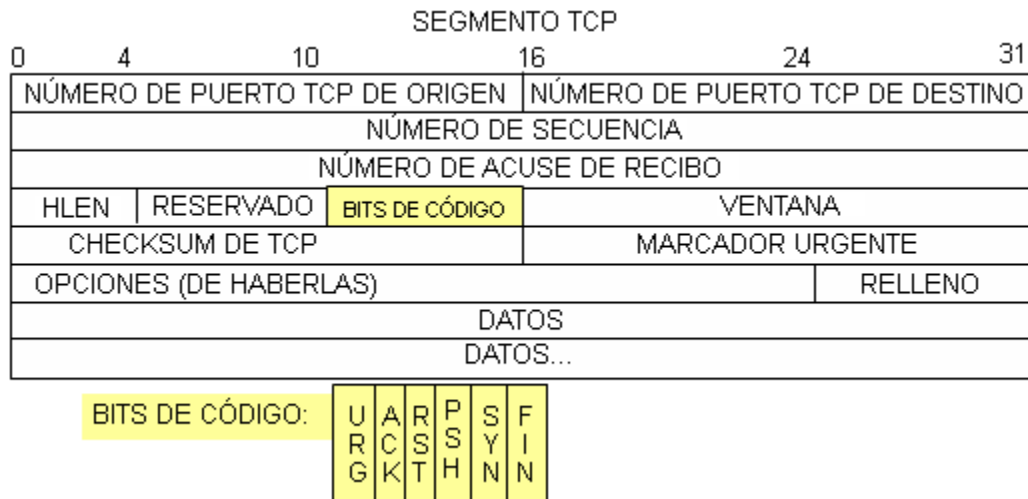 SEGMENTO TCP
0 4 10 16 24 31
NÚMERO DE PUERTO TCP DE ORIGEN NÚMERO DE PUERTO TCP DE DESTINO
NÚMERO DE SECUENCIA
NÚMERO DE ACUSE DE RECIBO
HLEN RESERVADO BITS DE CÓDIGO VENTANA
CHECKSUM DE TCP MARCADOR URGENTE
OPCIONES (DE HABERLAS) RELLENO
DATOS
DATOS...
BITS DE CÓDIGO: URG ACK RST PSH SYN FIN